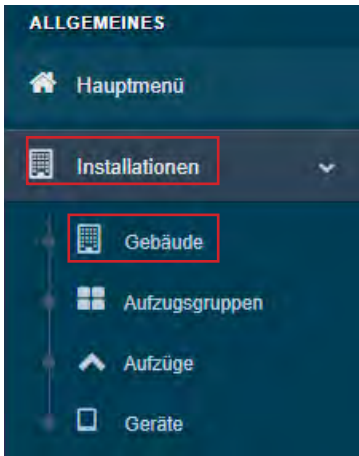 ALLGEMEINES
Hauptmenü
Installationen
Gebäude
Aufzugsgruppen
Aufzüge
Geräte